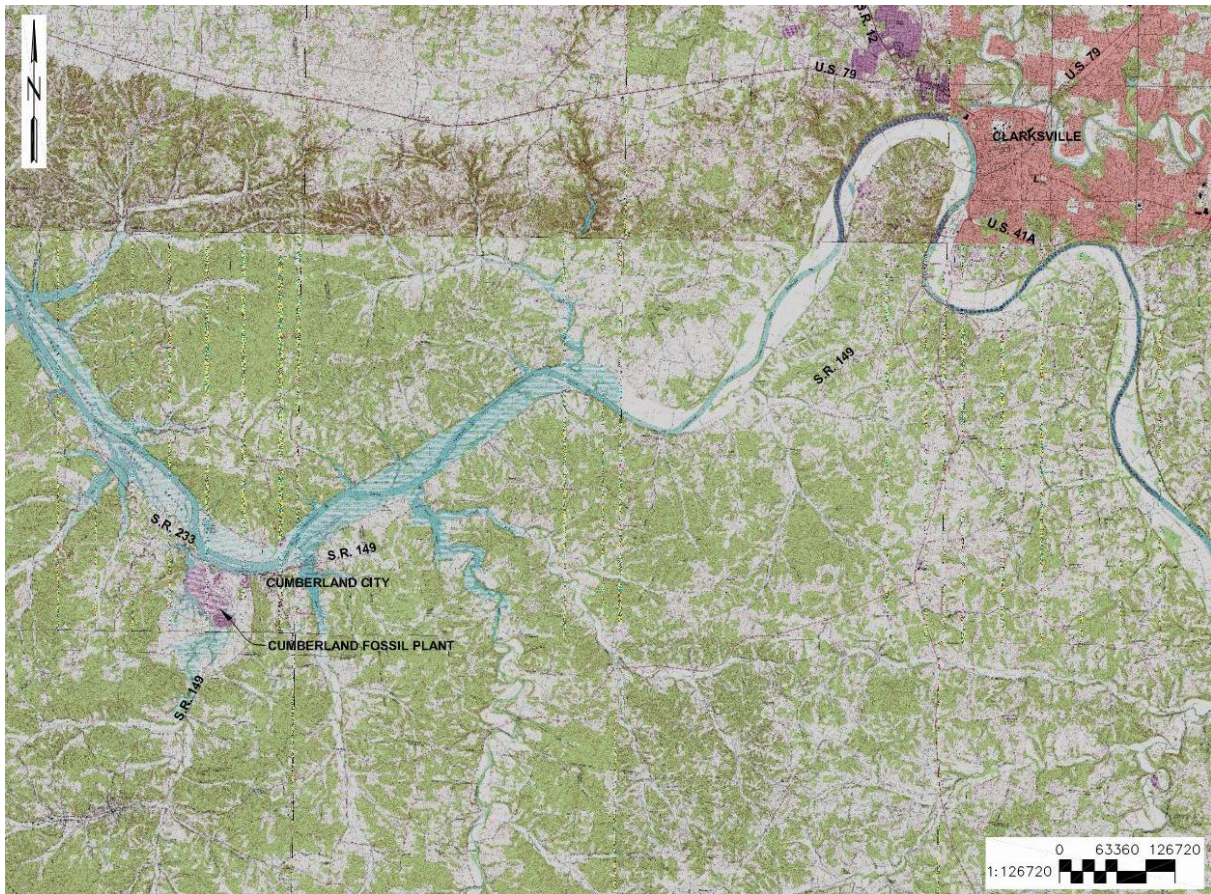 N
S.R. 12
U.S. 79
U.S. 79
CLARKSVILLE
U.S. 41A
S.R. 149
S.R. 233
S.R. 149
CUMBERLAND CITY
CUMBERLAND FOSSIL PLANT
S.R. 149
0 63360 126720
1:126720